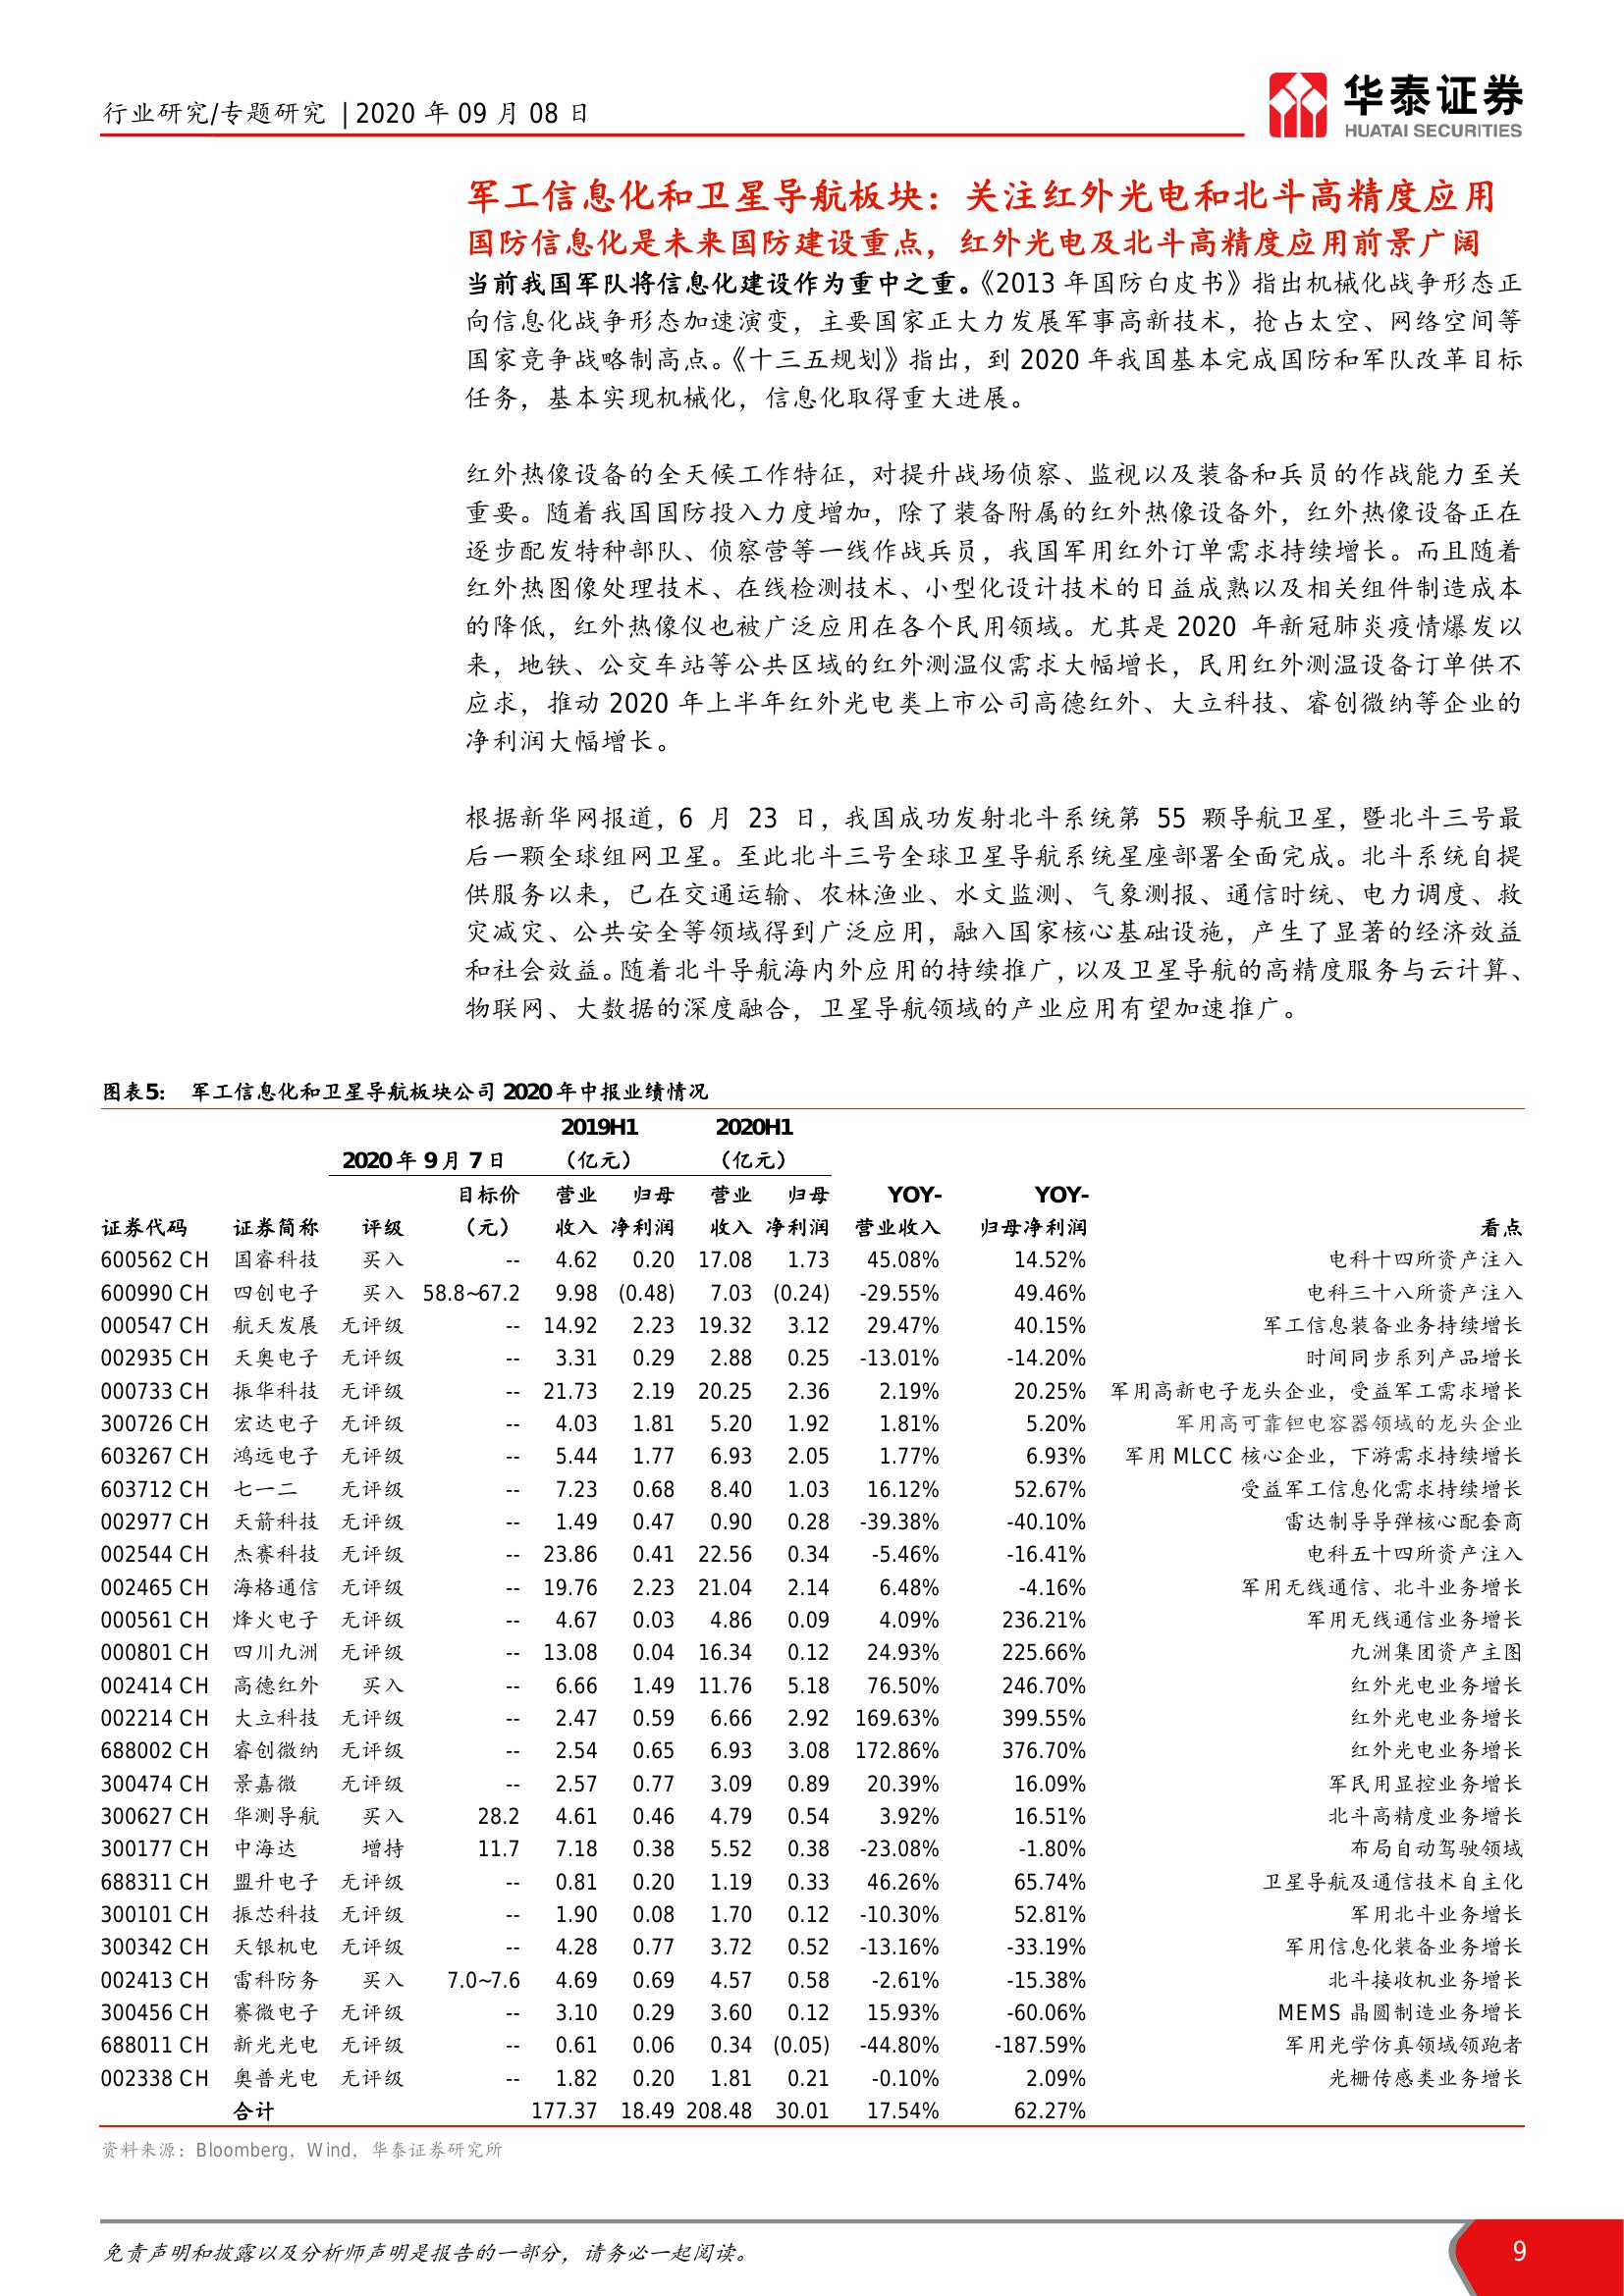 行业研究/专题研究 | 2020 年 09 月 08 日
华泰证券
HUATAI SECURITIES
军工信息化和卫星导航板块：关注红外光电和北斗高精度应用
国防信息化是未来国防建设重点，红外光电及北斗高精度应用前景广阔
当前我国军队将信息化建设作为重中之重。《2013 年国防白皮书》指出机械化战争形态正
向信息化战争形态加速演变，主要国家正大力发展军事高新技术，抢占太空、网络空间等
国家竞争战略制高点。《十三五规划》指出，到 2020 年我国基本完成国防和军队改革目标
任务，基本实现机械化，信息化取得重大进展。
红外热像设备的全天候工作特征，对提升战场侦察、监视以及装备和兵员的作战能力至关
重要。随着我国国防投入力度增加，除了装备附属的红外热像设备外，红外热像设备正在
逐步配发特种部队、侦察营等一线作战兵员，我国军用红外订单需求持续增长。而且随着
红外热图像处理技术、在线检测技术、小型化设计技术的日益成熟以及相关组件制造成本
的降低，红外热像仪也被广泛应用在各个民用领域。尤其是 2020 年新冠肺炎疫情爆发以
来，地铁、公交车站等公共区域的红外测温仪需求大幅增长，民用红外测温设备订单供不
应求，推动 2020 年上半年红外光电类上市公司高德红外、大立科技、睿创微纳等企业的
净利润大幅增长。
根据新华网报道，6 月 23 日，我国成功发射北斗系统第 55 颗导航卫星，暨北斗三号最
后一颗全球组网卫星。至此北斗三号全球卫星导航系统星座部署全面完成。北斗系统自提
供服务以来，已在交通运输、农林渔业、水文监测、气象测报、通信时统、电力调度、救
灾减灾、公共安全等领域得到广泛应用，融入国家核心基础设施，产生了显著的经济效益
和社会效益。随着北斗导航海内外应用的持续推广，以及卫星导航的高精度服务与云计算、
物联网、大数据的深度融合，卫星导航领域的产业应用有望加速推广。
图表5： 军工信息化和卫星导航板块公司 2020 年中报业绩情况
2019H1 2020H1
2020 年 9 月 7 日 （亿元） （亿元）
目标价 营业 归母 营业 归母 YOY- YOY-
证券代码 证券简称 评级 （元） 收入 净利润 收入 净利润 营业收入 归母净利润 看点
600562 CH 国睿科技 买入 -- 4.62 0.20 17.08 1.73 45.08% 14.52% 电科十四所资产注入
600990 CH 四创电子 买入 58.8~67.2 9.98 (0.48) 7.03 (0.24) -29.55% 49.46% 电科三十八所资产注入
000547 CH 航天发展 无评级 -- 14.92 2.23 19.32 3.12 29.47% 40.15% 军工信息装备业务持续增长
002935 CH 天奥电子 无评级 -- 3.31 0.29 2.88 0.25 -13.01% -14.20% 时间同步系列产品增长
000733 CH 振华科技 无评级 -- 21.73 2.19 20.25 2.36 2.19% 20.25% 军用高新电子龙头企业，受益军工需求增长
300726 CH 宏达电子 无评级 -- 4.03 1.81 5.20 1.92 1.81% 5.20% 军用高可靠钽电容器领域的龙头企业
603267 CH 鸿远电子 无评级 -- 5.44 1.77 6.93 2.05 1.77% 6.93% 军用 MLCC 核心企业，下游需求持续增长
603712 CH 七一二 无评级 -- 7.23 0.68 8.40 1.03 16.12% 52.67% 受益军工信息化需求持续增长
002977 CH 天箭科技 无评级 -- 1.49 0.47 0.90 0.28 -39.38% -40.10% 雷达制导导弹核心配套商
002544 CH 杰赛科技 无评级 -- 23.86 0.41 22.56 0.34 -5.46% -16.41% 电科五十四所资产注入
002465 CH 海格通信 无评级 -- 19.76 2.23 21.04 2.14 6.48% -4.16% 军用无线通信、北斗业务增长
000561 CH 烽火电子 无评级 -- 4.67 0.03 4.86 0.09 4.09% 236.21% 军用无线通信业务增长
000801 CH 四川九洲 无评级 -- 13.08 0.04 16.34 0.12 24.93% 225.66% 九洲集团资产主图
002414 CH 高德红外 买入 -- 6.66 1.49 11.76 5.18 76.50% 246.70% 红外光电业务增长
002214 CH 大立科技 无评级 -- 2.47 0.59 6.66 2.92 169.63% 399.55% 红外光电业务增长
688002 CH 睿创微纳 无评级 -- 2.54 0.65 6.93 3.08 172.86% 376.70% 红外光电业务增长
300474 CH 景嘉微 无评级 -- 2.57 0.77 3.09 0.89 20.39% 16.09% 军民用显控业务增长
300627 CH 华测导航 买入 28.2 4.61 0.46 4.79 0.54 3.92% 16.51% 北斗高精度业务增长
300177 CH 中海达 增持 11.7 7.18 0.38 5.52 0.38 -23.08% -1.80% 布局自动驾驶领域
688311 CH 盟升电子 无评级 -- 0.81 0.20 1.19 0.33 46.26% 65.74% 卫星导航及通信技术自主化
300101 CH 振芯科技 无评级 -- 1.90 0.08 1.70 0.12 -10.30% 52.81% 军用北斗业务增长
300342 CH 天银机电 无评级 -- 4.28 0.77 3.72 0.52 -13.16% -33.19% 军用信息化装备业务增长
002413 CH 雷科防务 买入 7.0~7.6 4.69 0.69 4.57 0.58 -2.61% -15.38% 北斗接收机业务增长
300456 CH 赛微电子 无评级 -- 3.10 0.29 3.60 0.12 15.93% -60.06% MEMS 晶圆制造业务增长
688011 CH 新光光电 无评级 -- 0.61 0.06 0.34 (0.05) -44.80% -187.59% 军用光学仿真领域领跑者
002338 CH 奥普光电 无评级 -- 1.82 0.20 1.81 0.21 -0.10% 2.09% 光栅传感类业务增长
合计 177.37 18.49 208.48 30.01 17.54% 62.27%
资料来源：Bloomberg，Wind，华泰证券研究所
免责声明和披露以及分析师声明是报告的一部分，请务必一起阅读。 9